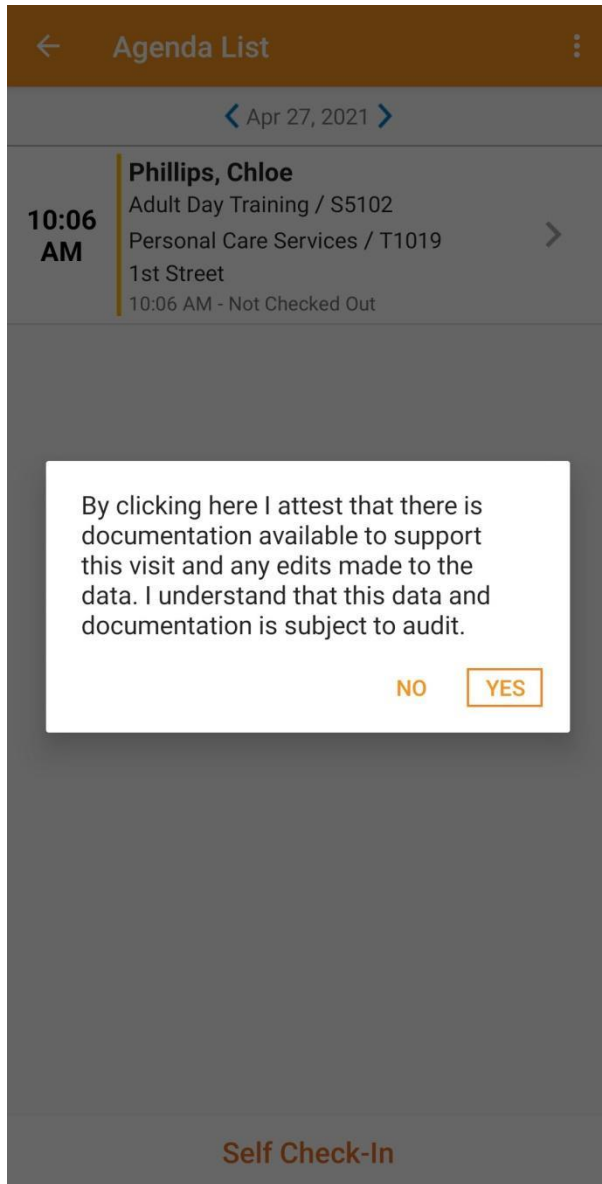 Agenda List
Apr 27, 2021
Phillips, Chloe
Adult Day Training / S5102
10:06 AM
Personal Care Services / T1019
1st Street
10:06 AM - Not Checked Out
By clicking here I attest that there is
documentation available to support
this visit and any edits made to the
data. I understand that this data and
documentation is subject to audit.
NO YES
Self Check-In